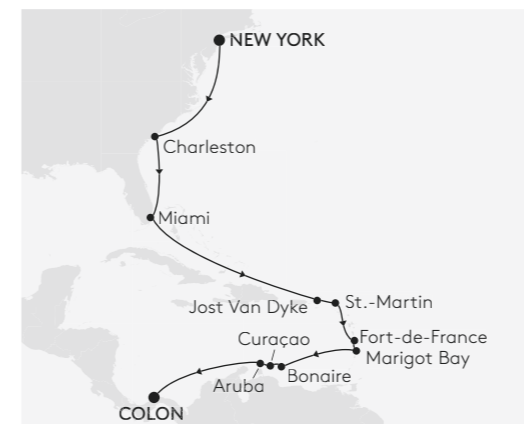 NEW YORK
Charleston
Miami
Jost Van Dyke
St.-Martin
Fort-de-France
Marigot Bay
Curaçao
Bonaire
Aruba
COLON